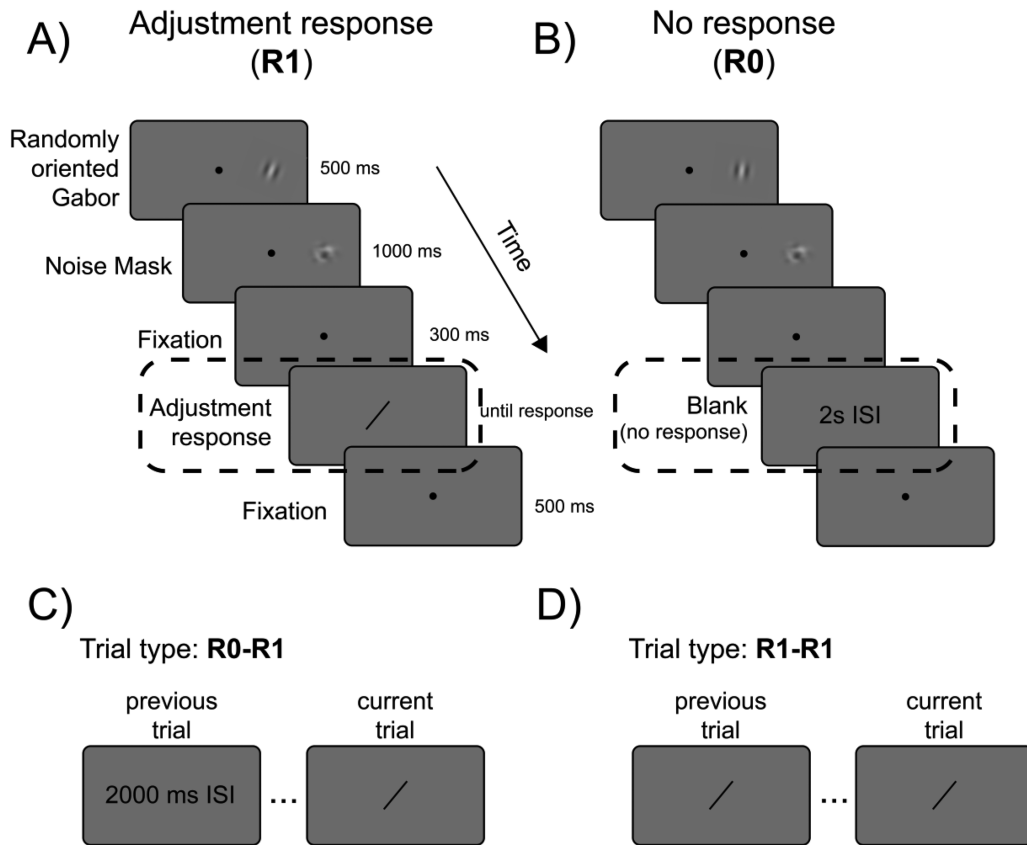 A)
Adjustment response
(R1)
B)
No response
(R0)
Randomly
oriented
Gabor
500 ms
Noise Mask
1000 ms
Time
Fixation
300 ms
Adjustment
response
until response
Blank
(no response)
2s ISI
Fixation
500 ms
C)
Trial type: R0-R1
previous
trial
current
trial
2000 ms ISI
...
D)
Trial type: R1-R1
previous
trial
current
trial
...